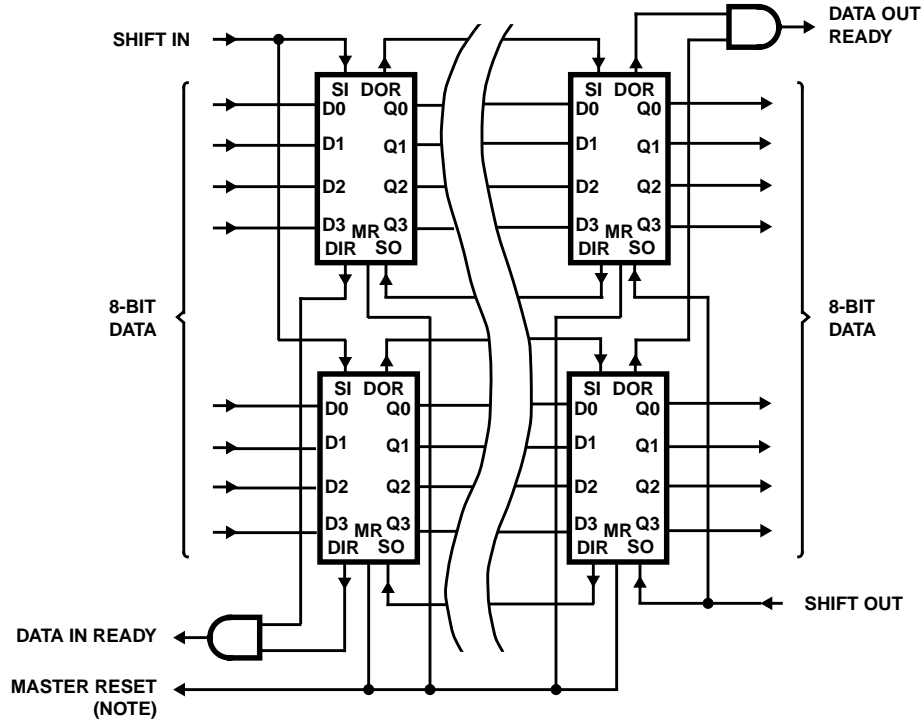 DATA OUT
READY
SHIFT IN
SI DOR
D0 Q0
D1 Q1
D2 Q2
D3 Q3
MR
DIR SO
SI DOR
D0 Q0
D1 Q1
D2 Q2
D3 Q3
MR
DIR SO
8-BIT
DATA
8-BIT
DATA
SI DOR
D0 Q0
D1 Q1
D2 Q2
D3 Q3
MR
DIR SO
SI DOR
D0 Q0
D1 Q1
D2 Q2
D3 Q3
MR
DIR SO
SHIFT OUT
DATA IN READY
MASTER RESET
(NOTE)